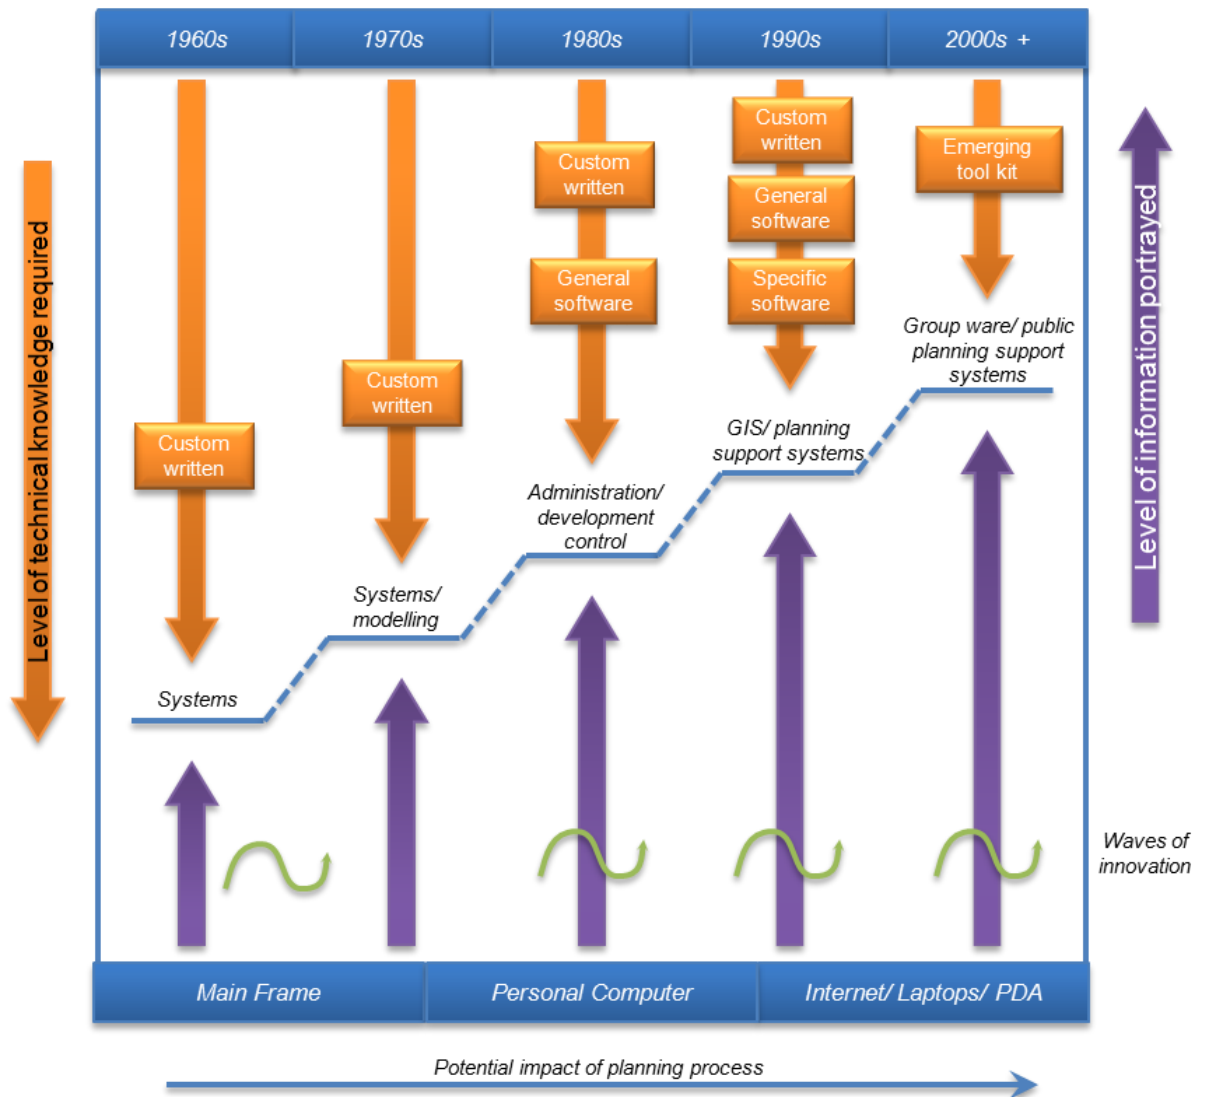 1960s
1970s
1980s
1990s
2000s +
Level of technical knowledge required
Custom
written
Systems
Custom
written
Systems/
modelling
Custom
written
General
software
Administration/
development
control
Custom
written
General
software
Specific
software
GIS/ planning
support systems
Emerging
tool kit
Group ware/ public
planning support
systems
Level of information portrayed
Waves of
innovation
Main Frame
Personal Computer
Internet/ Laptops/ PDA
Potential impact of planning process